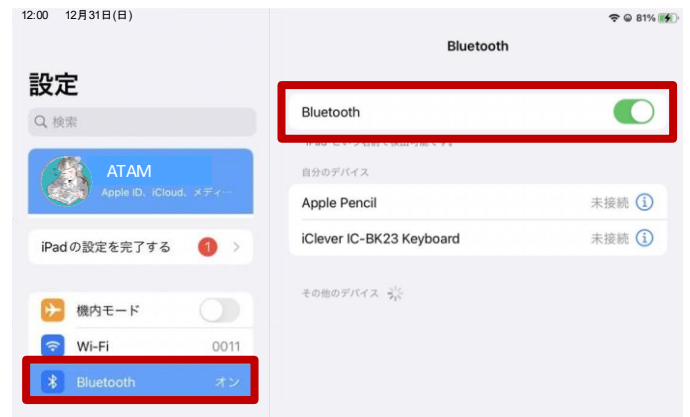 12:00 12月31日(日)
81%
設定
検索
ATAM
Apple ID、iCloud、メディ…
iPadの設定を完了する 1
機内モード
Wi-Fi 0011
Bluetooth オン
Bluetooth
Bluetooth
自分のデバイス
Apple Pencil 未接続
iClever IC-BK23 Keyboard 未接続
その他のデバイス